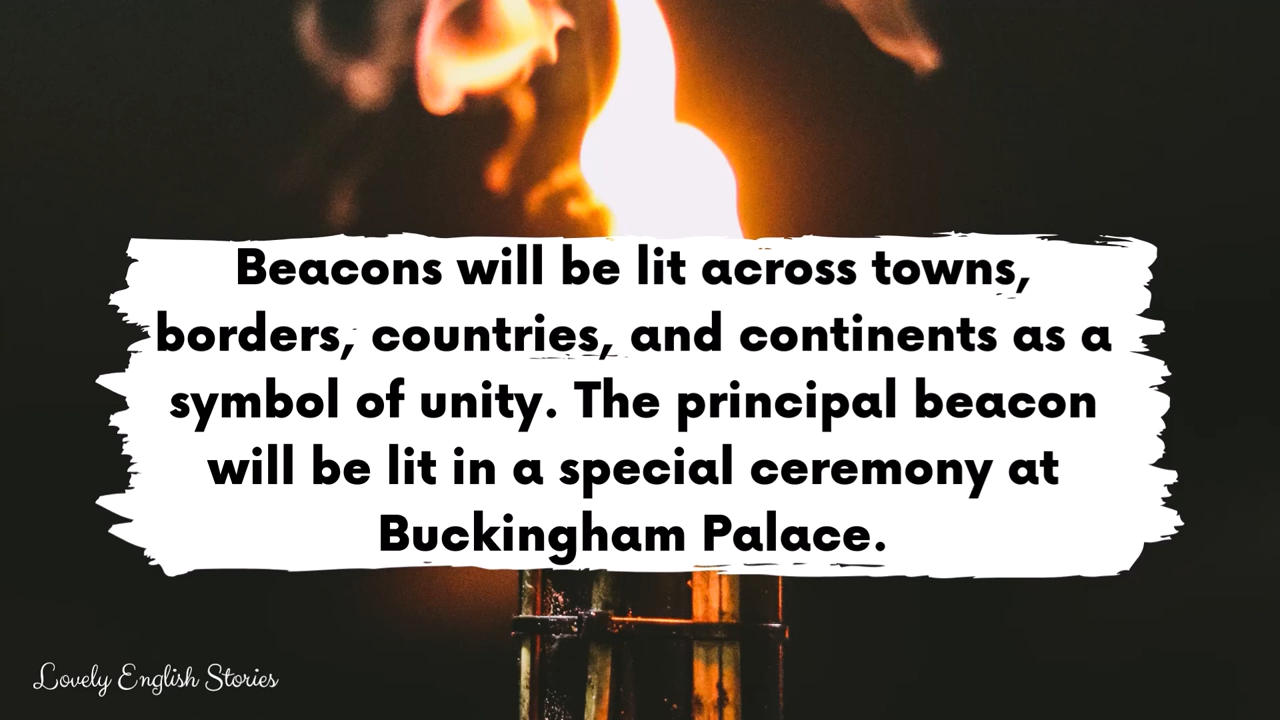 Beacons will be lit across towns,
borders, countries, and continents as a
symbol of unity. The principal beacon
will be lit in a special ceremony at
Buckingham Palace.
Lovely English Stories